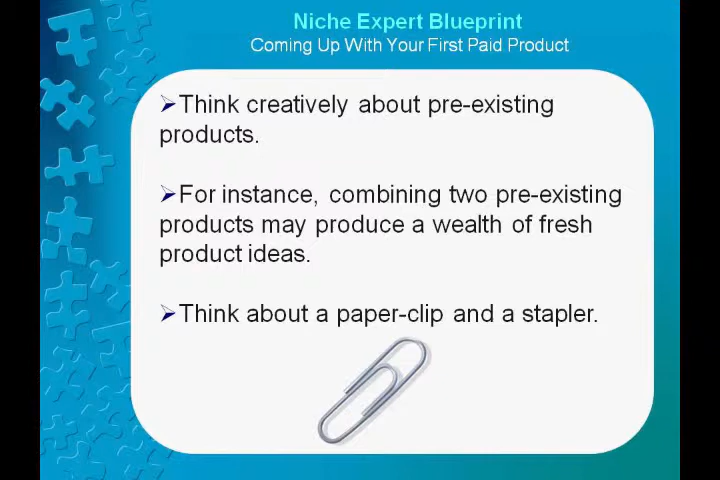 Niche Expert Blueprint
Coming Up With Your First Paid Product
➢Think creatively about pre-existing
products.
➢For instance, combining two pre-existing
products may produce a wealth of fresh
product ideas.
➢Think about a paper-clip and a stapler.